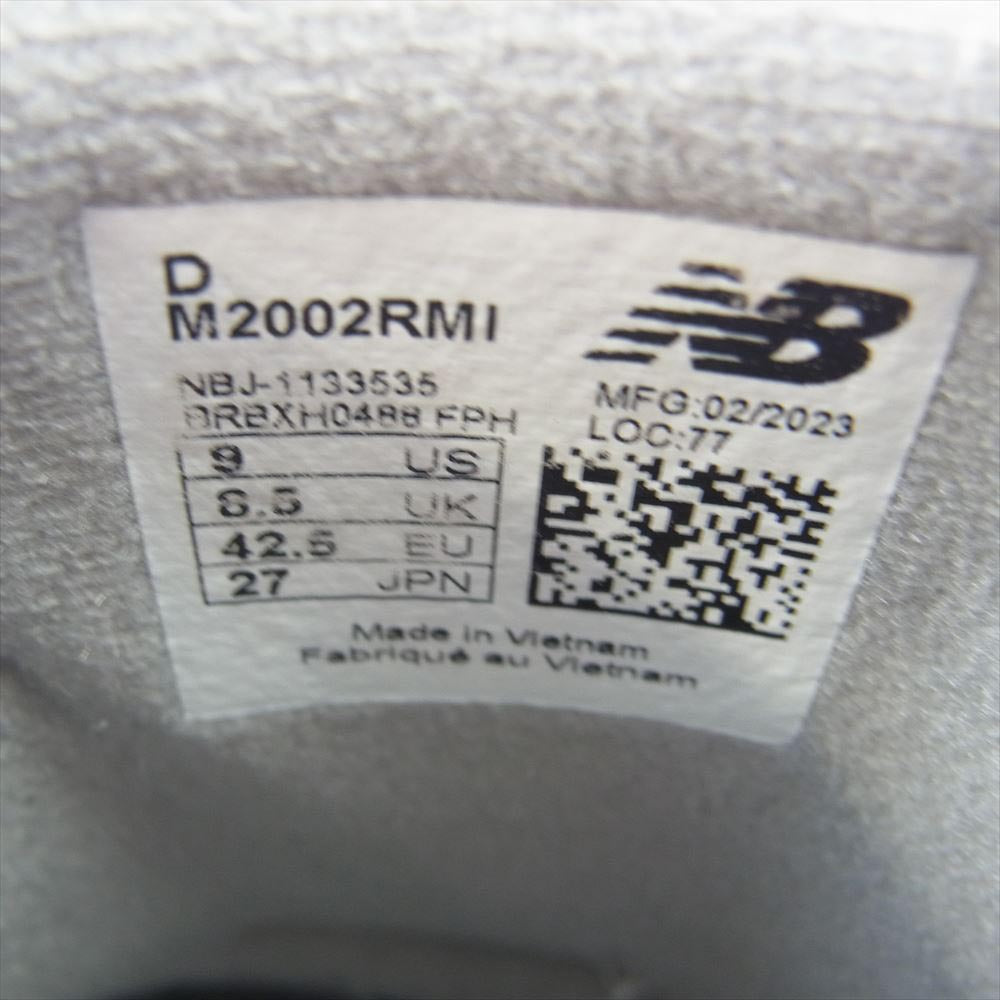 D
M2002RMI
NB
NBJ-1133535
MFG:02/2023
LOC:77
9 US
8.5 UK
42.5 EU
27 JPN
Made in Vietnam
Fabriqué au Vietnam